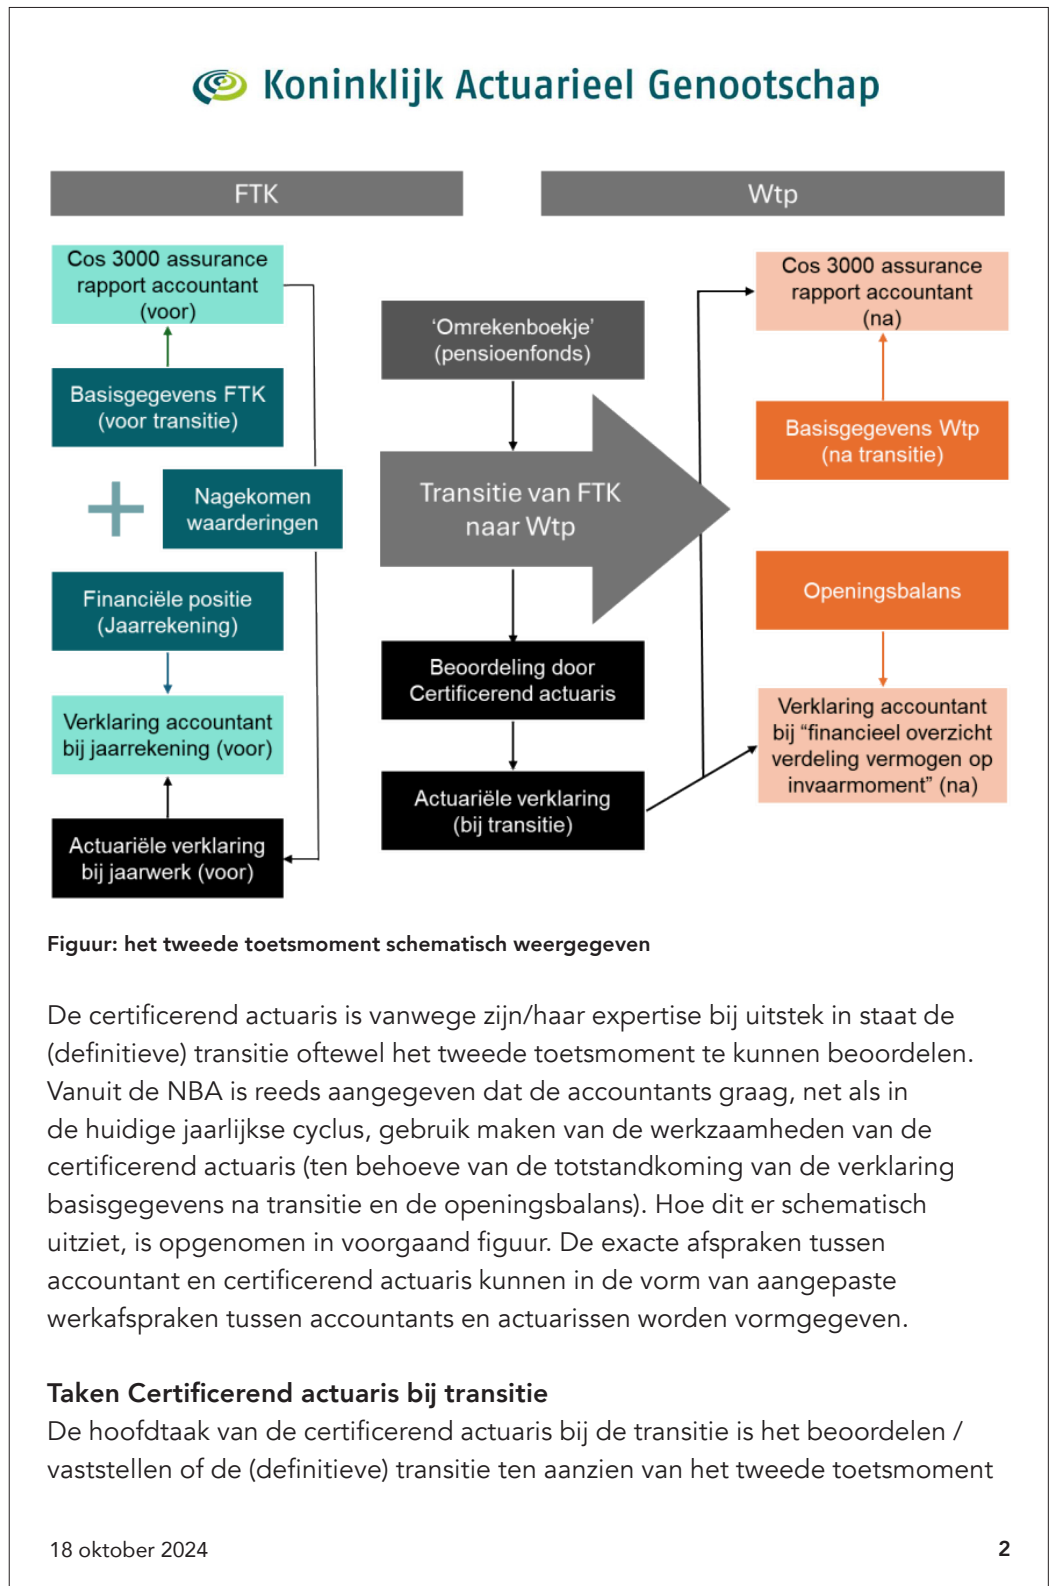 Koninklijk Actuarieel Genootschap
FTK
Wtp
Cos 3000 assurance
rapport accountant
(voor)
Basisgegevens FTK
(voor transitie)
Nagekomen
waarderingen
Financiële positie
(Jaarrekening)
Verklaring accountant
bij jaarrekening (voor)
Actuariële verklaring
bij jaarwerk (voor)
‘Omrekenboekje’
(pensioenfonds)
Transitie van FTK
naar Wtp
Beoordeling door
Certificerend actuaris
Actuariële verklaring
(bij transitie)
Cos 3000 assurance
rapport accountant
(na)
Basisgegevens Wtp
(na transitie)
Openingsbalans
Verklaring accountant
bij “financieel overzicht
verdeling vermogen op
invaarmoment” (na)
Figuur: het tweede toetsmoment schematisch weergegeven
De certificerend actuaris is vanwege zijn/haar expertise bij uitstek in staat de
(definitieve) transitie oftewel het tweede toetsmoment te kunnen beoordelen.
Vanuit de NBA is reeds aangegeven dat de accountants graag, net als in
de huidige jaarlijkse cyclus, gebruik maken van de werkzaamheden van de
certificerend actuaris (ten behoeve van de totstandkoming van de verklaring
basisgegevens na transitie en de openingsbalans). Hoe dit er schematisch
uitziet, is opgenomen in voorgaand figuur. De exacte afspraken tussen
accountant en certificerend actuaris kunnen in de vorm van aangepaste
werkafspraken tussen accountants en actuarissen worden vormgegeven.
Taken Certificerend actuaris bij transitie
De hoofdtaak van de certificerend actuaris bij de transitie is het beoordelen /
vaststellen of de (definitieve) transitie ten aanzien van het tweede toetsmoment
18 oktober 2024
2